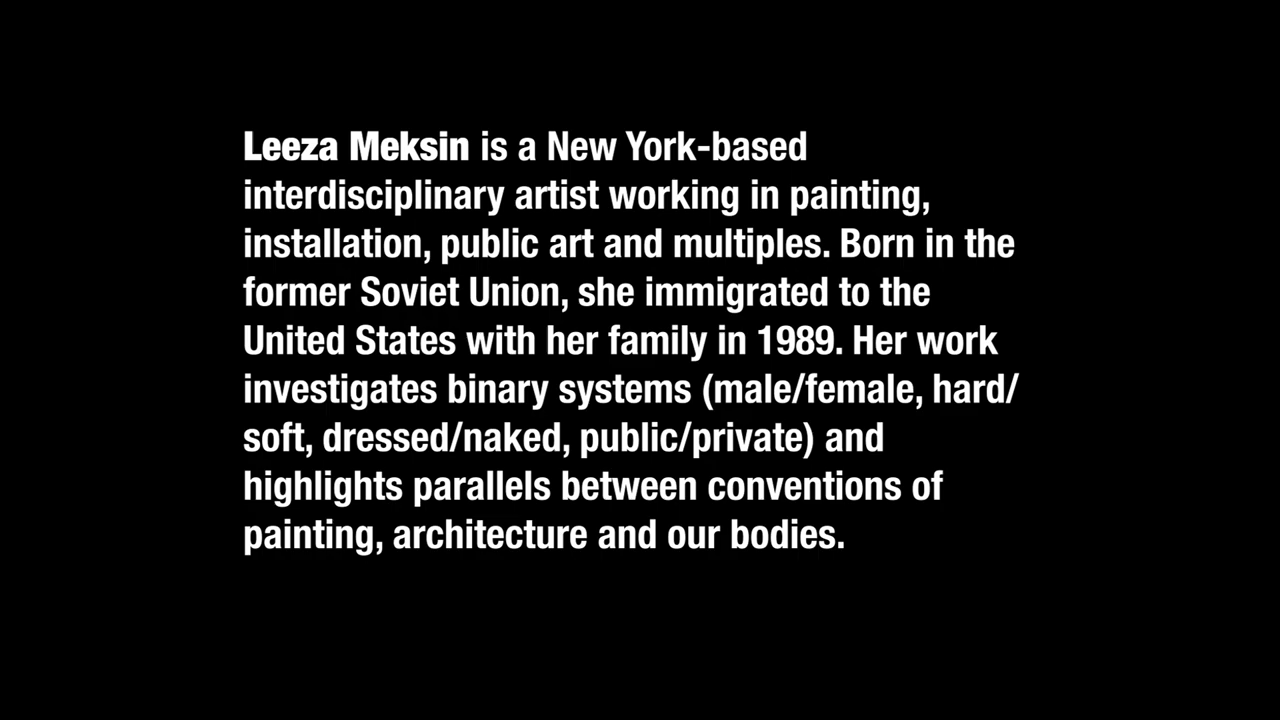 Leeza Meksin is a New York-based
interdisciplinary artist working in painting,
installation, public art and multiples. Born in the
former Soviet Union, she immigrated to the
United States with her family in 1989. Her work
investigates binary systems (male/female, hard/
soft, dressed/naked, public/private) and
highlights parallels between conventions of
painting, architecture and our bodies.